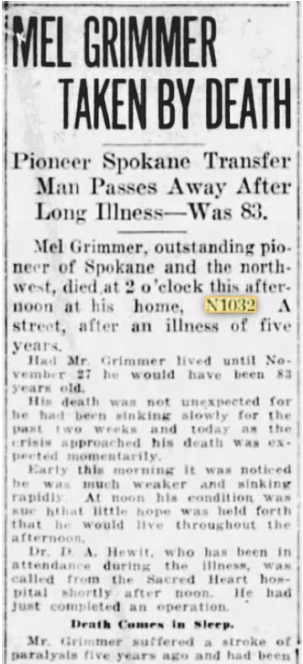 MEL GRIMMER
TAKEN BY DEATH
Pioneer Spokane Transfer
Man Passes Away After
Long Illness—Was 83.
Mel Grimmer, outstanding pio-
neer of Spokane and the north-
west, died at 2 o'clock this after-
noon at his home, N1032 A
street, after an illness of five
years.
Had Mr. Grimmer lived until No-
vember 27 he would have been 83
years old.
His death was not unexpected for
he had been sinking slowly for the
past two weeks and today as the
crisis approached his death was ex-
pected momentarily.
Early this morning it was noticed
he was much weaker and sinking
rapidly. At noon his condition was
suc hthat little hope was held forth
that he would live throughout the
afternoon.
Dr. D. A. Hewit, who has been in
attendance during the illness, was
called from the Sacred Heart hos-
pital shortly after noon. He had
just completed an operation.
Death Comes in Sleep.
Mr. Grimmer suffered a stroke of
paralysis five years ago and had been